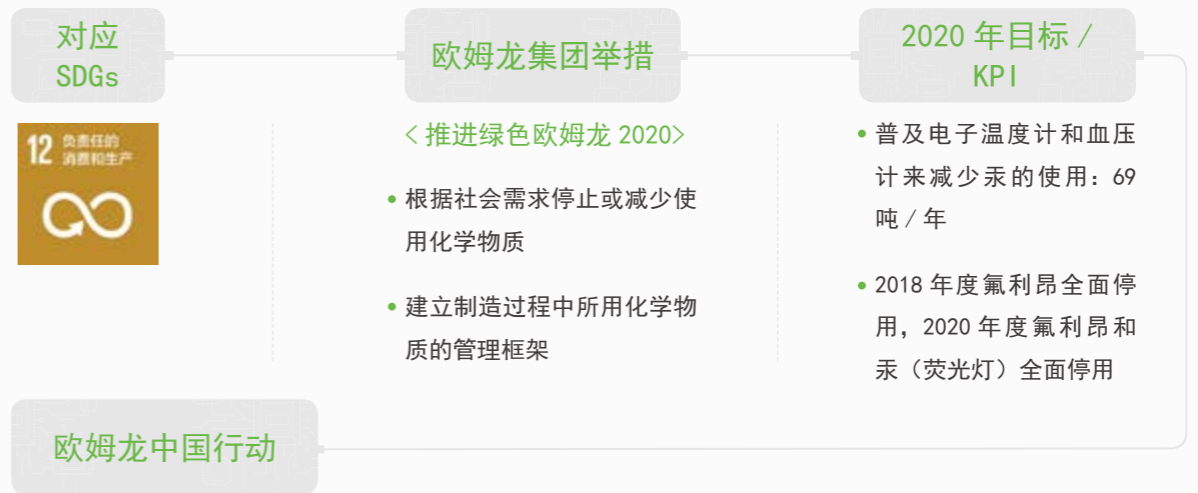 对应
SDGs
欧姆龙集团举措
2020 年目标 /
KPI
12 负责任的
消费和生产
<推进绿色欧姆龙 2020>
• 根据社会需求停止或减少使
用化学物质
• 建立制造过程中所用化学物
质的管理框架
• 普及电子温度计和血压
计来减少汞的使用：69
吨 / 年
• 2018 年度氟利昂全面停
用，2020 年度氟利昂和
汞（荧光灯）全面停用
欧姆龙中国行动